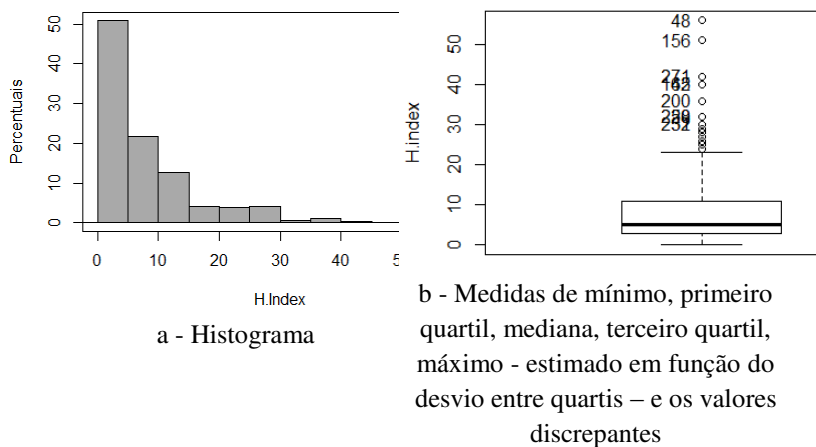 50
40
30
20
10
0
Percentuais
0 10 20 30 40 5
H.Index
a - Histograma
50
40
30
20
10
0
H.index
48
156
271
200
b - Medidas de mínimo, primeiro
quartil, mediana, terceiro quartil,
máximo - estimado em função do
desvio entre quartis – e os valores
discrepantes